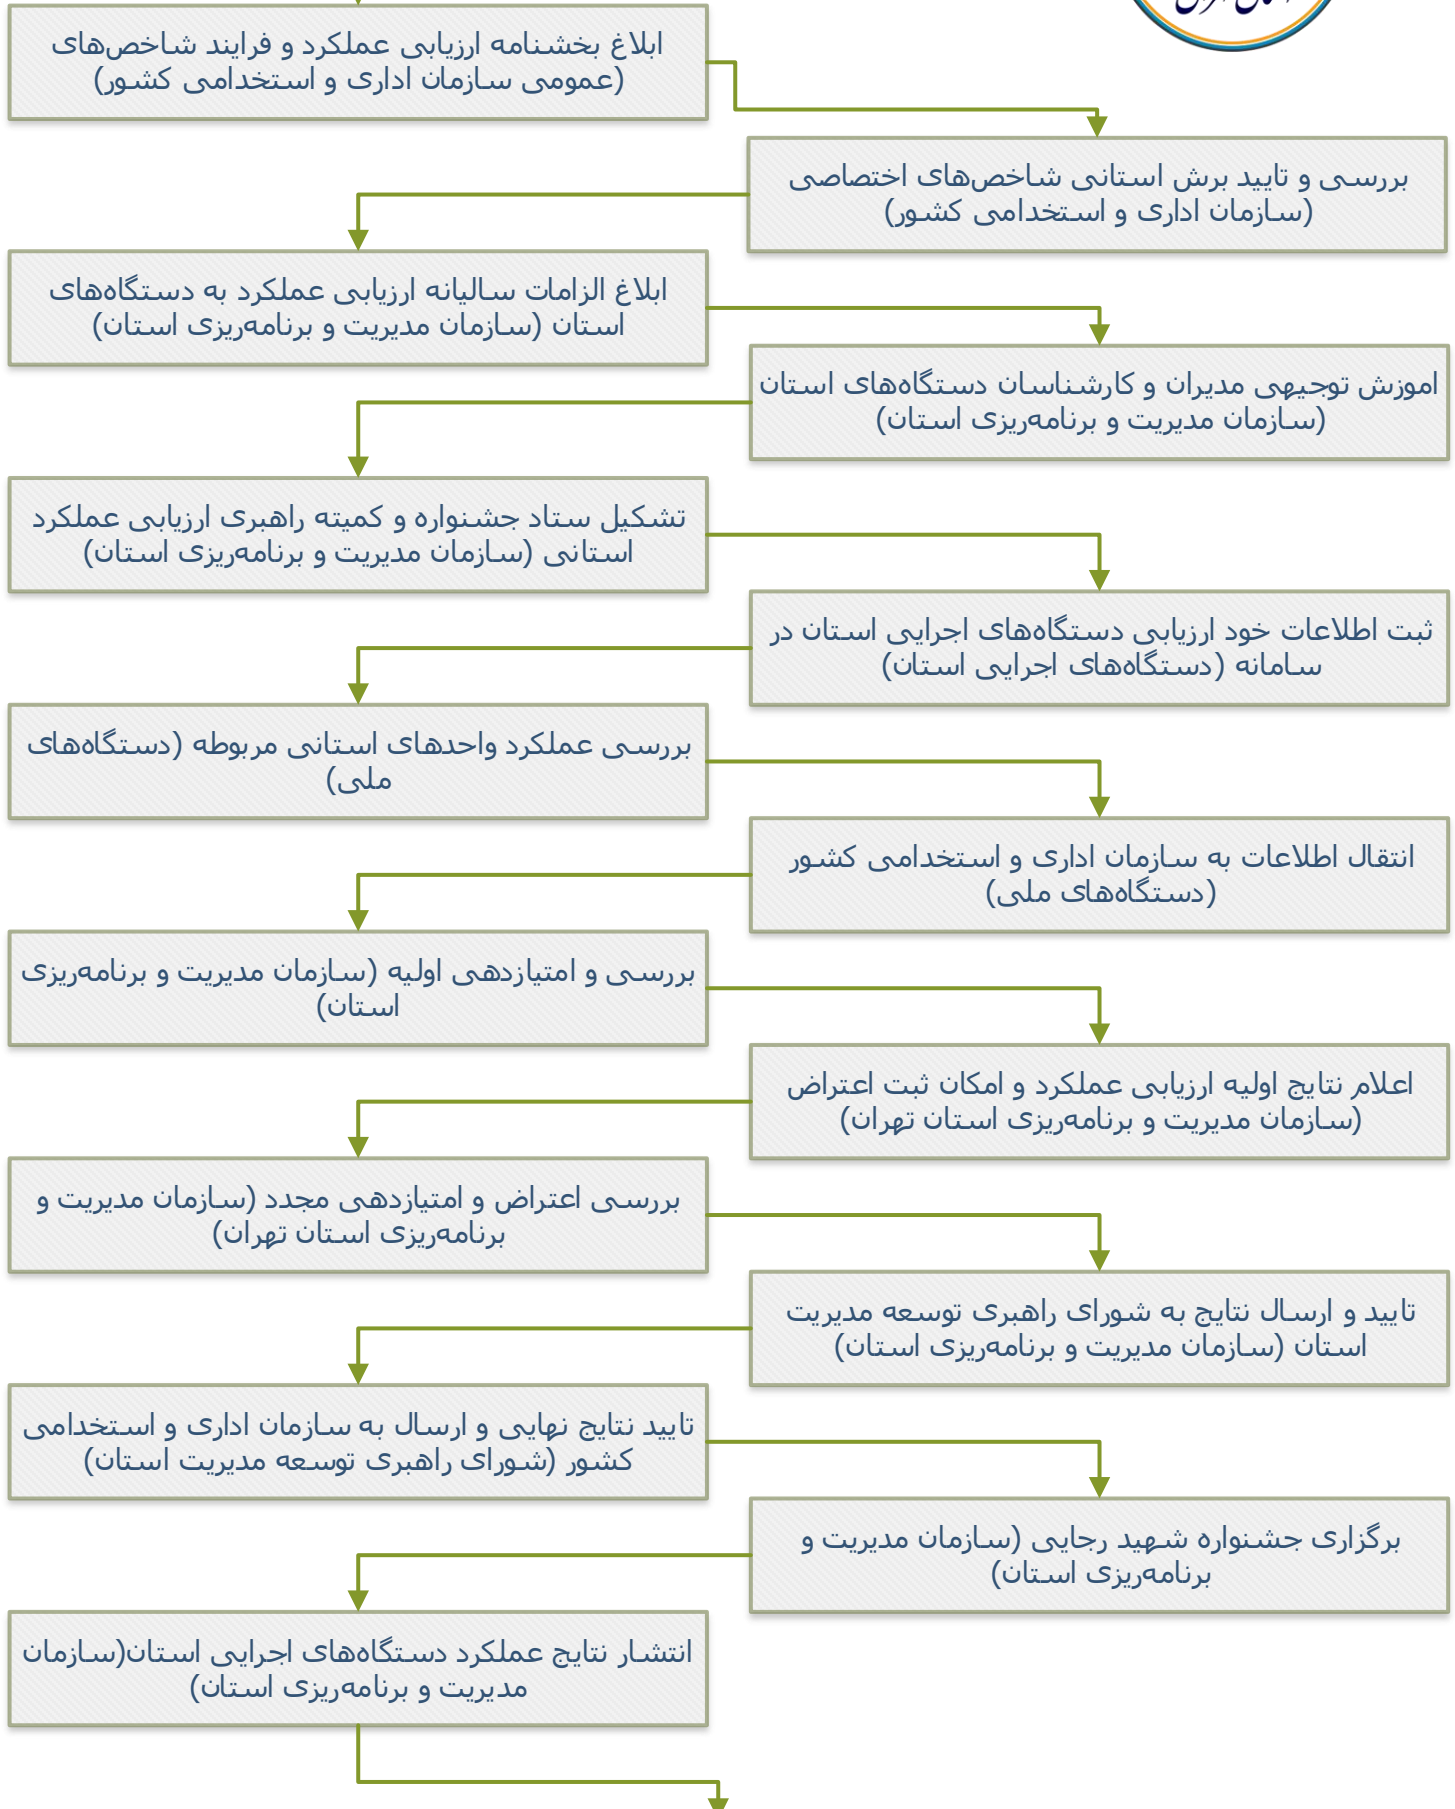 ابلاغ بخشنامه ارزیابی عملکرد و فرایند شاخص‌های
عمومی سازمان اداری و استخدامی کشور)
بررسی و تایید برش استانی شاخص‌های اختصاصی
(سازمان اداری و استخدامی کشور)
ابلاغ الزامات سالیانه ارزیابی عملکرد به دستگاه‌های
استان (سازمان مدیریت و برنامه‌ریزی استان)
اموزش توجیهی مدیران و کارشناسان دستگاه‌های استان
(سازمان مدیریت و برنامه‌ریزی استان)
تشکیل ستاد جشنواره و کمیته راهبری ارزیابی عملکرد
استانی (سازمان مدیریت و برنامه‌ریزی استان)
ثبت اطلاعات خود ارزیابی دستگاه‌های اجرایی استان در
سامانه (دستگاه‌های اجرایی استان)
بررسی عملکرد واحدهای استانی مربوطه (دستگاه‌های
ملی)
انتقال اطلاعات به سازمان اداری و استخدامی کشور
(دستگاه‌های ملی)
بررسی و امتیازدهی اولیه (سازمان مدیریت و برنامه‌ریزی
استان)
اعلام نتایج اولیه ارزیابی عملکرد و امکان ثبت اعتراض
(سازمان مدیریت و برنامه‌ریزی استان تهران)
بررسی اعتراض و امتیازدهی مجدد (سازمان مدیریت و
برنامه‌ریزی استان تهران)
تایید و ارسال نتایج به شورای راهبری توسعه مدیریت
استان (سازمان مدیریت و برنامه‌ریزی استان)
تایید نتایج نهایی و ارسال به سازمان اداری و استخدامی
کشور (شورای راهبری توسعه مدیریت استان)
برگزاری جشنواره شهید رجایی (سازمان مدیریت و
برنامه‌ریزی استان)
انتشار نتایج عملکرد دستگاه‌های اجرایی استان(سازمان
مدیریت و برنامه‌ریزی استان)